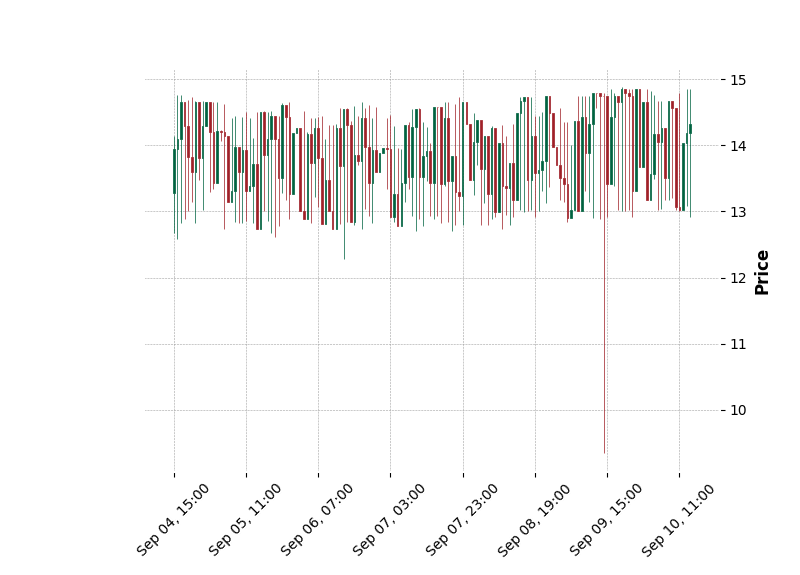 15
14
13
12
11
10
Price
Sep 04, 15:00
Sep 05, 11:00
Sep 06, 07:00
Sep 07, 03:00
Sep 07, 23:00
Sep 08, 19:00
Sep 09, 15:00
Sep 10, 11:00